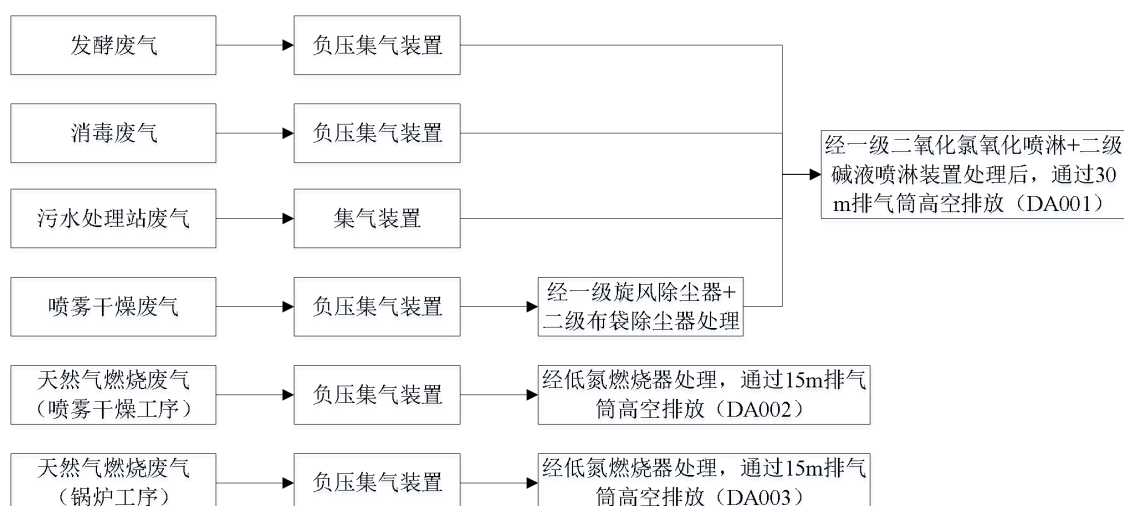 发酵废气
负压集气装置
消毒废气
负压集气装置
经一级二氧化氯氧化喷淋+二级
碱液喷淋装置处理后，通过30
m排气筒高空排放（DA001）
污水处理站废气
集气装置
喷雾干燥废气
负压集气装置
经一级旋风除尘器+
二级布袋除尘器处理
天然气燃烧废气
（喷雾干燥工序）
负压集气装置
经低氮燃烧器处理，通过15m排气
筒高空排放（DA002）
天然气燃烧废气
（锅炉工序）
负压集气装置
经低氮燃烧器处理，通过15m排气
筒高空排放（DA003）